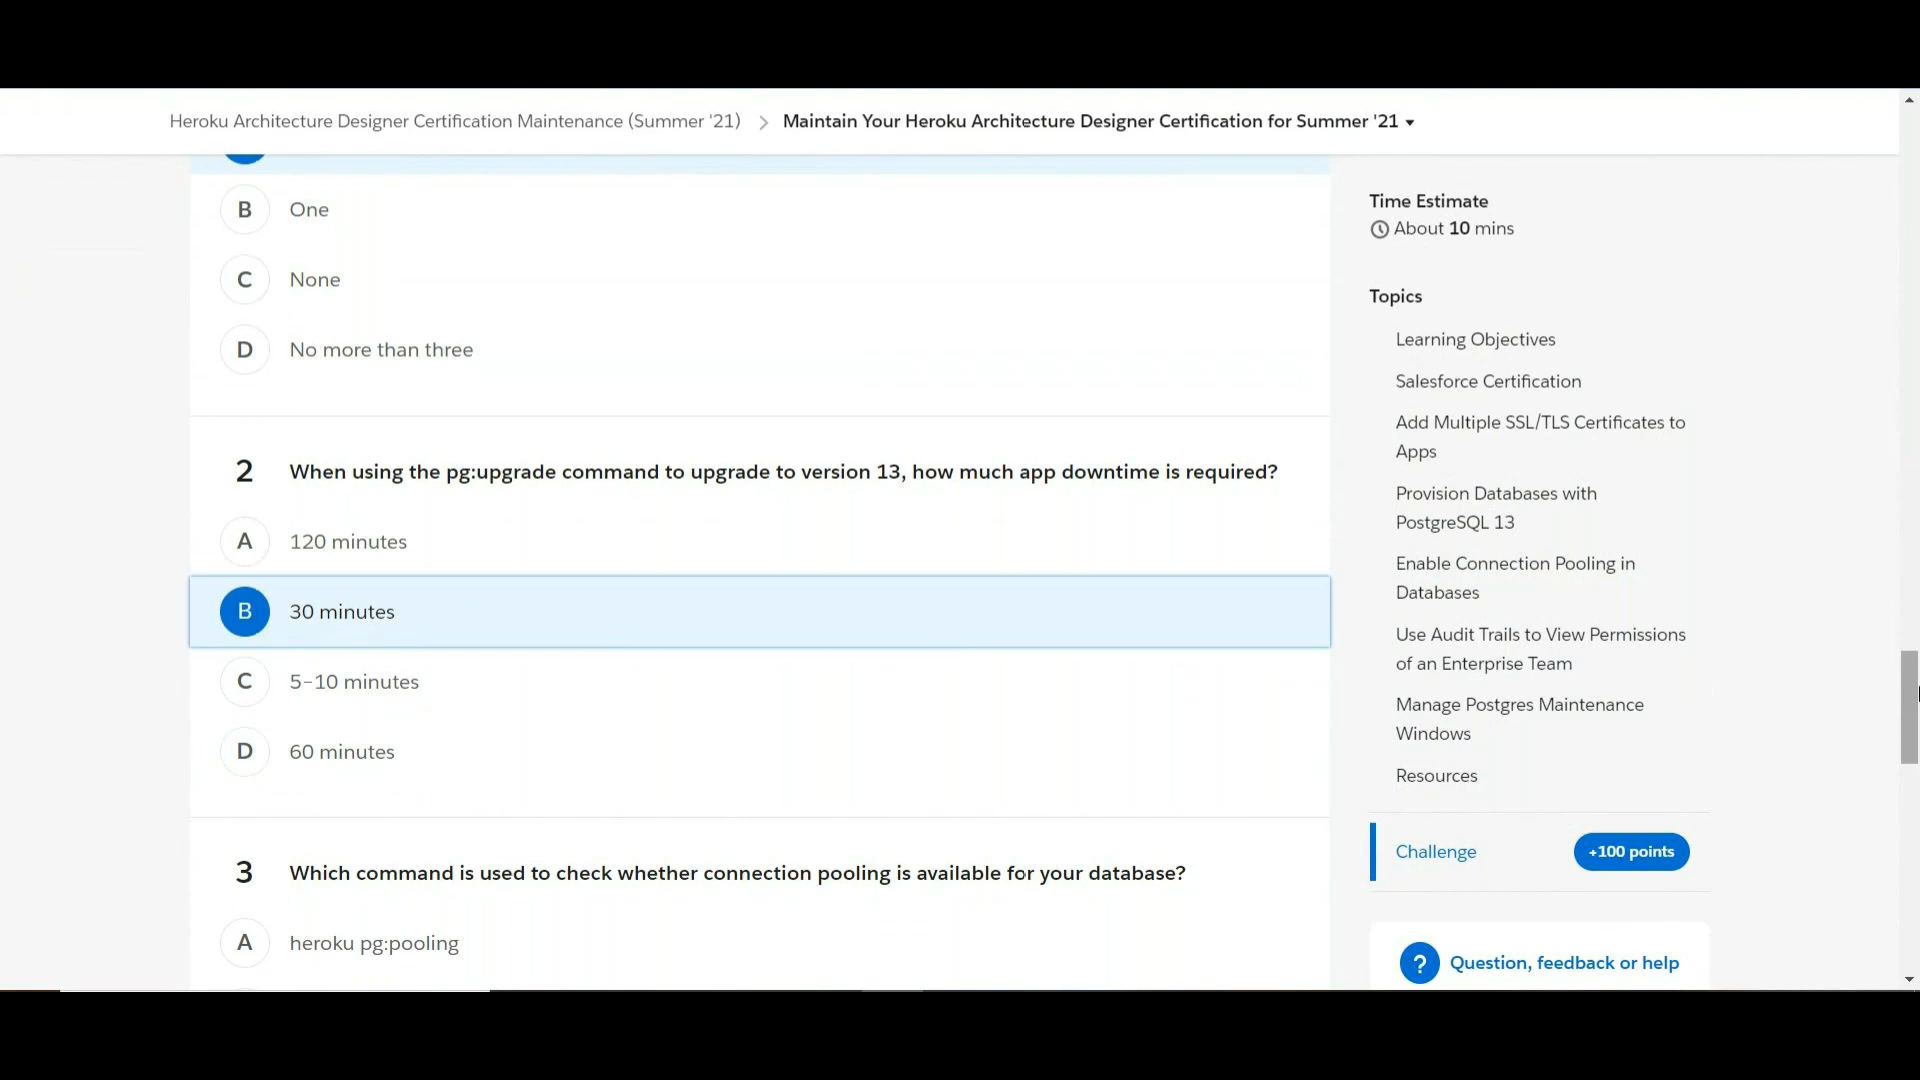 Heroku Architecture Designer Certification Maintenance (Summer '21) > Maintain Your Heroku Architecture Designer Certification for Summer '21
B One
C None
D No more than three
2 When using the pg:upgrade command to upgrade to version 13, how much app downtime is required?
A 120 minutes
B 30 minutes
C 5–10 minutes
D 60 minutes
3 Which command is used to check whether connection pooling is available for your database?
A heroku pg:pooling
Time Estimate
About 10 mins
Topics
Learning Objectives
Salesforce Certification
Add Multiple SSL/TLS Certificates to
Apps
Provision Databases with
PostgreSQL 13
Enable Connection Pooling in
Databases
Use Audit Trails to View Permissions
of an Enterprise Team
Manage Postgres Maintenance
Windows
Resources
Challenge +100 points
? Question, feedback or help